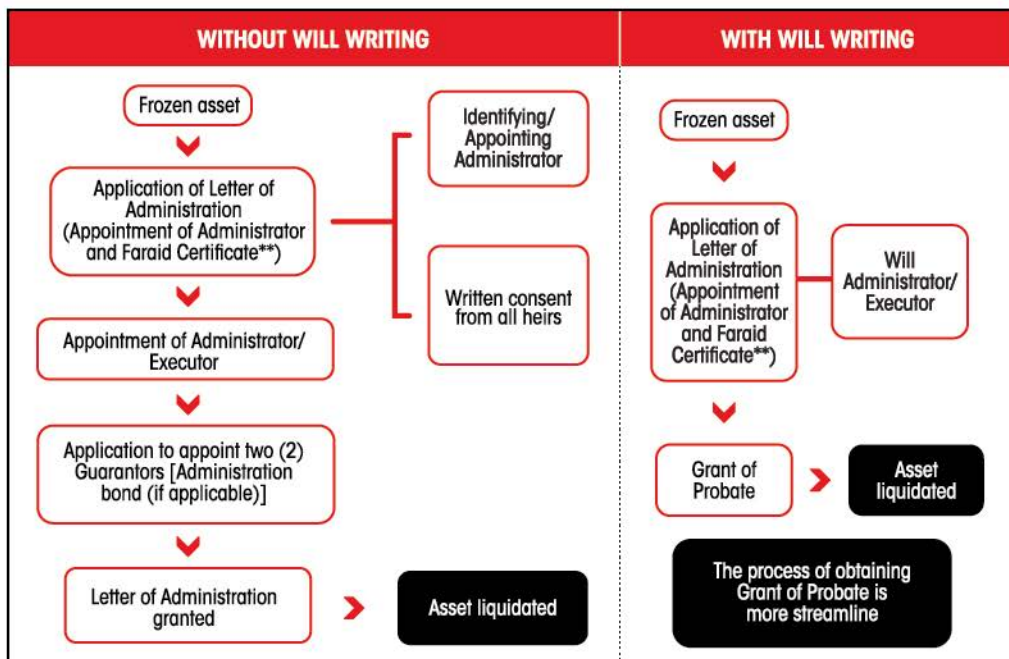 WITHOUT WILL WRITING
Frozen asset
Application of Letter of
Administration
(Appointment of Administrator
and Faraid Certificate**)
Identifying/
Appointing
Administrator
Written consent
from all heirs
Appointment of Administrator/
Executor
Application to appoint two (2)
Guarantors [Administration
bond (if applicable)]
Letter of Administration
granted
Asset liquidated
WITH WILL WRITING
Frozen asset
Application of
Letter of
Administration
(Appointment
of Administrator
and Faraid
Certificate**)
Will
Administrator/
Executor
Grant of
Probate
Asset
liquidated
The process of obtaining
Grant of Probate is
more streamline